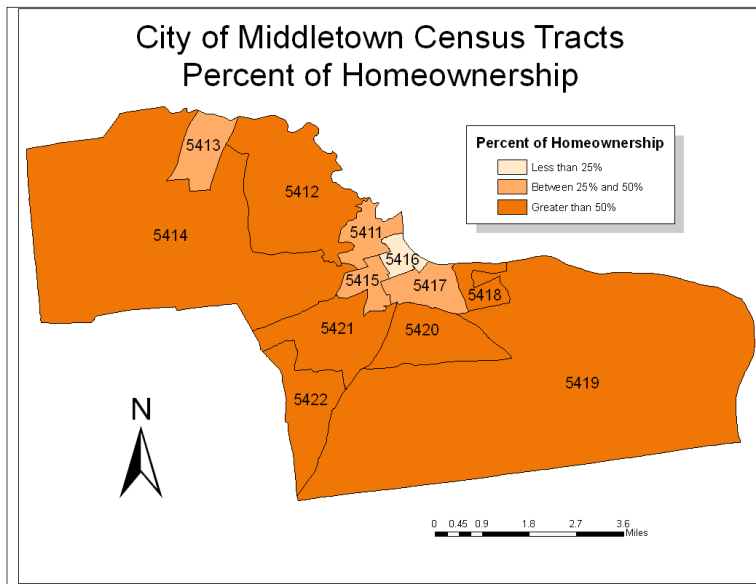 City of Middletown Census Tracts
Percent of Homeownership
Percent of Homeownership
Less than 25%
Between 25% and 50%
Greater than 50%
5413
5412
5414
5411
5416
5415
5417
5418
5421
5420
5419
5422
N
0 0.45 0.9 1.8 2.7 3.6
Miles